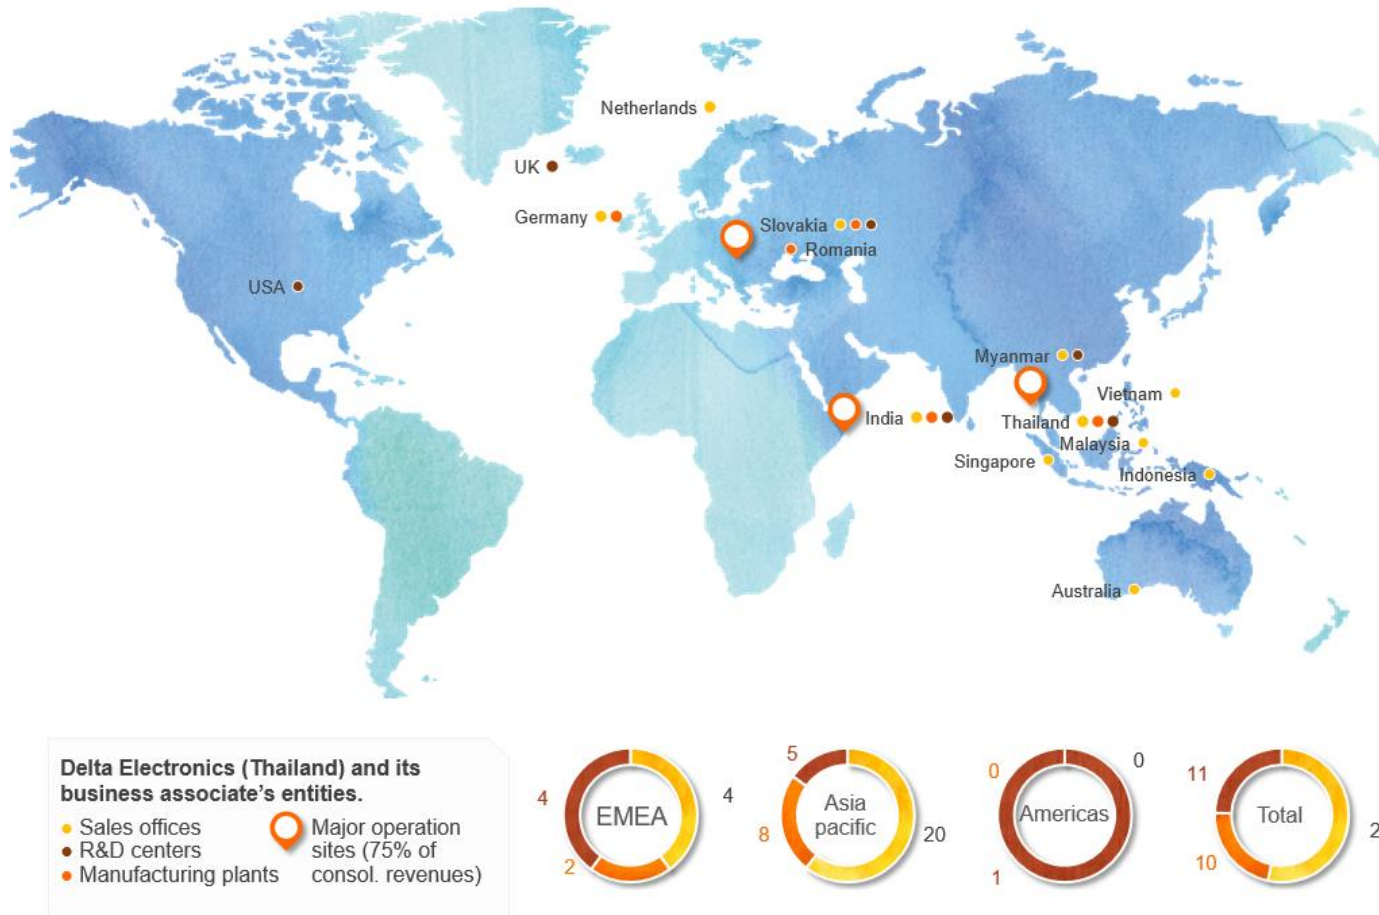 Netherlands
UK
Germany
Slovakia
Romania
USA
Myanmar
Vietnam
India
Thailand
Malaysia
Singapore
Indonesia
Australia
Delta Electronics (Thailand) and its
business associate's entities.
Sales offices
R&D centers
Manufacturing plants
Major operation
sites (75% of
consol. revenues)
4
EMEA
4
2
5
Asia
pacific
8
20
0
0
Americas
1
11
Total
10